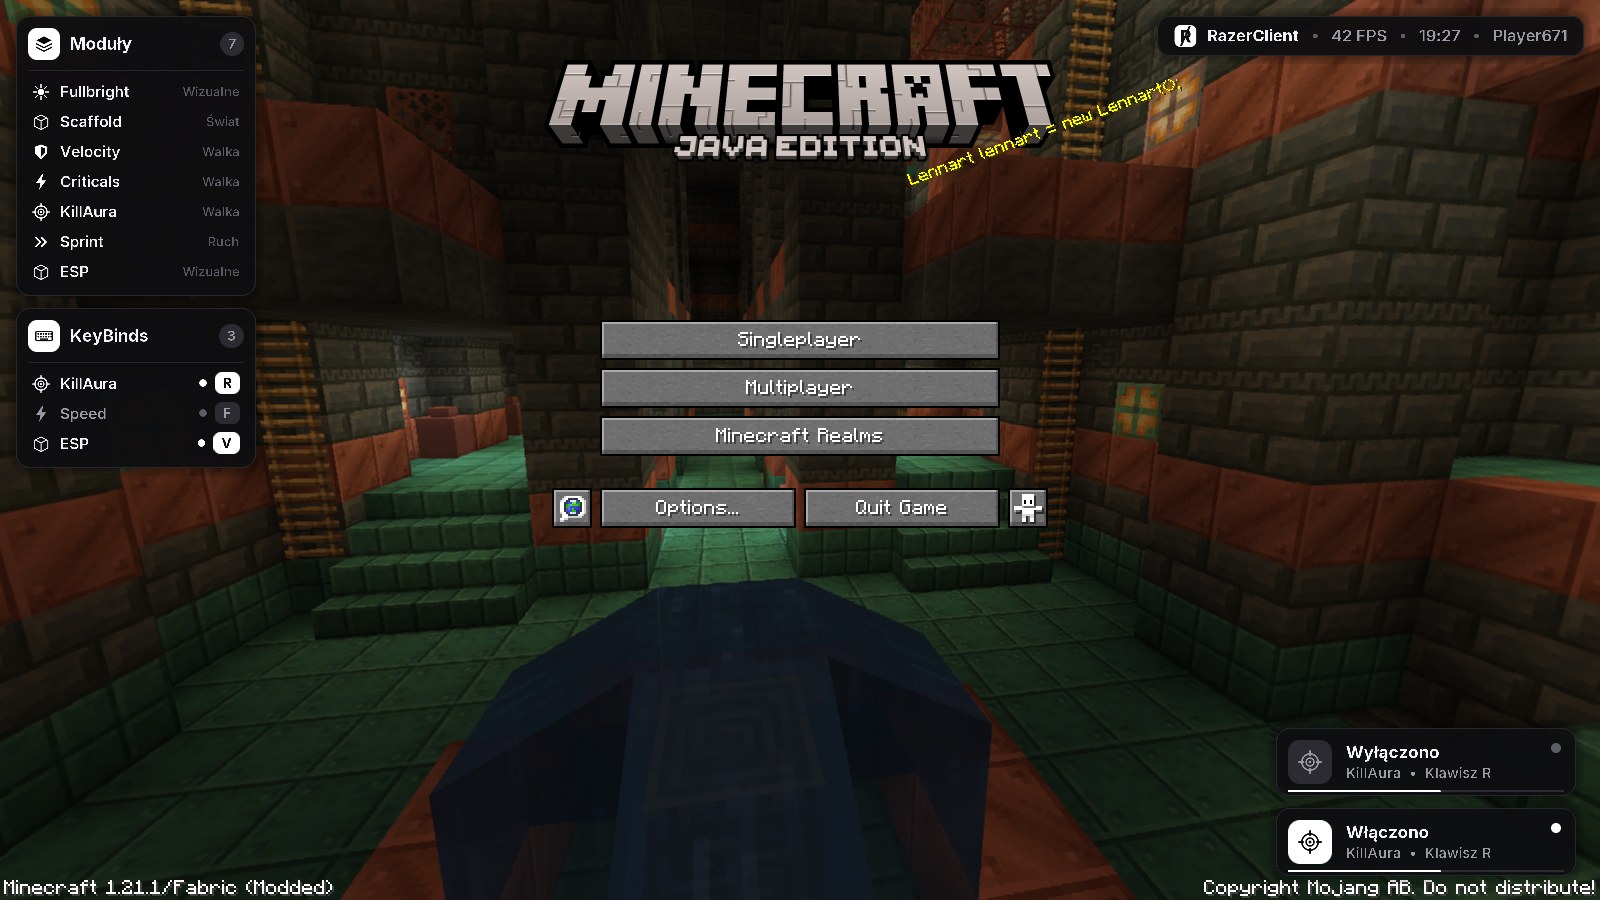 Moduły 7
Fullbright Wizualne
Scaffold Świat
Velocity Walka
Criticals Walka
KillAura Walka
Sprint Ruch
ESP Wizualne
KeyBinds 3
KillAura R
Speed F
ESP V
RazerClient • 42 FPS • 19:27 • Player671
MINECRAFT
JAVA EDITION
Lennart lennart = new Lennart();
Singleplayer
Multiplayer
Minecraft Realms
Options...
Quit Game
Wyłączono
KillAura • Klawisz R
Włączono
KillAura • Klawisz R
Minecraft 1.21.1/Fabric (Modded)
Copyright Mojang AB. Do not distribute!